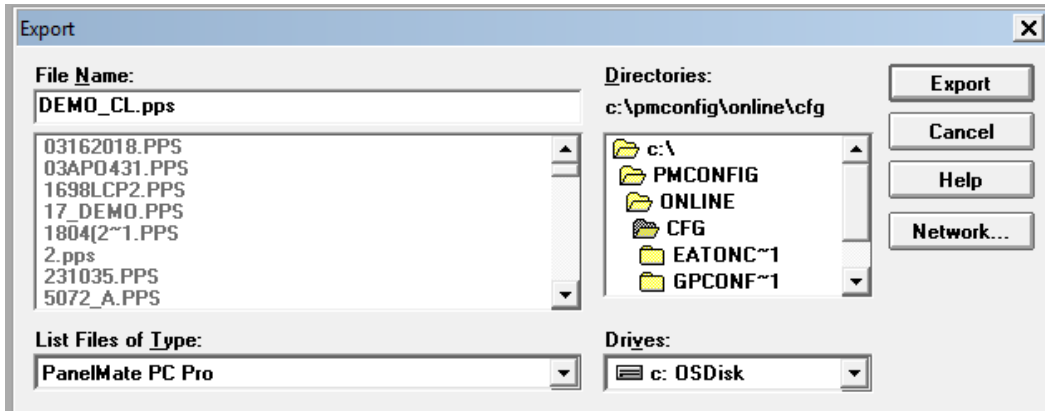 Export
File Name:
DEMO_CL.pps
03162018.PPS
03APO431.PPS
1698LCP2.PPS
17_DEMO.PPS
1804(2~1.PPS
2.pps
231035.PPS
5072_A.PPS
List Files of Type:
PanelMate PC Pro
Directories:
c:\pmconfig\online\cfg
c:\
PMCONFIG
ONLINE
CFG
EATONC~1
GPCONF~1
Drives:
c: OSDisk
Export
Cancel
Help
Network...